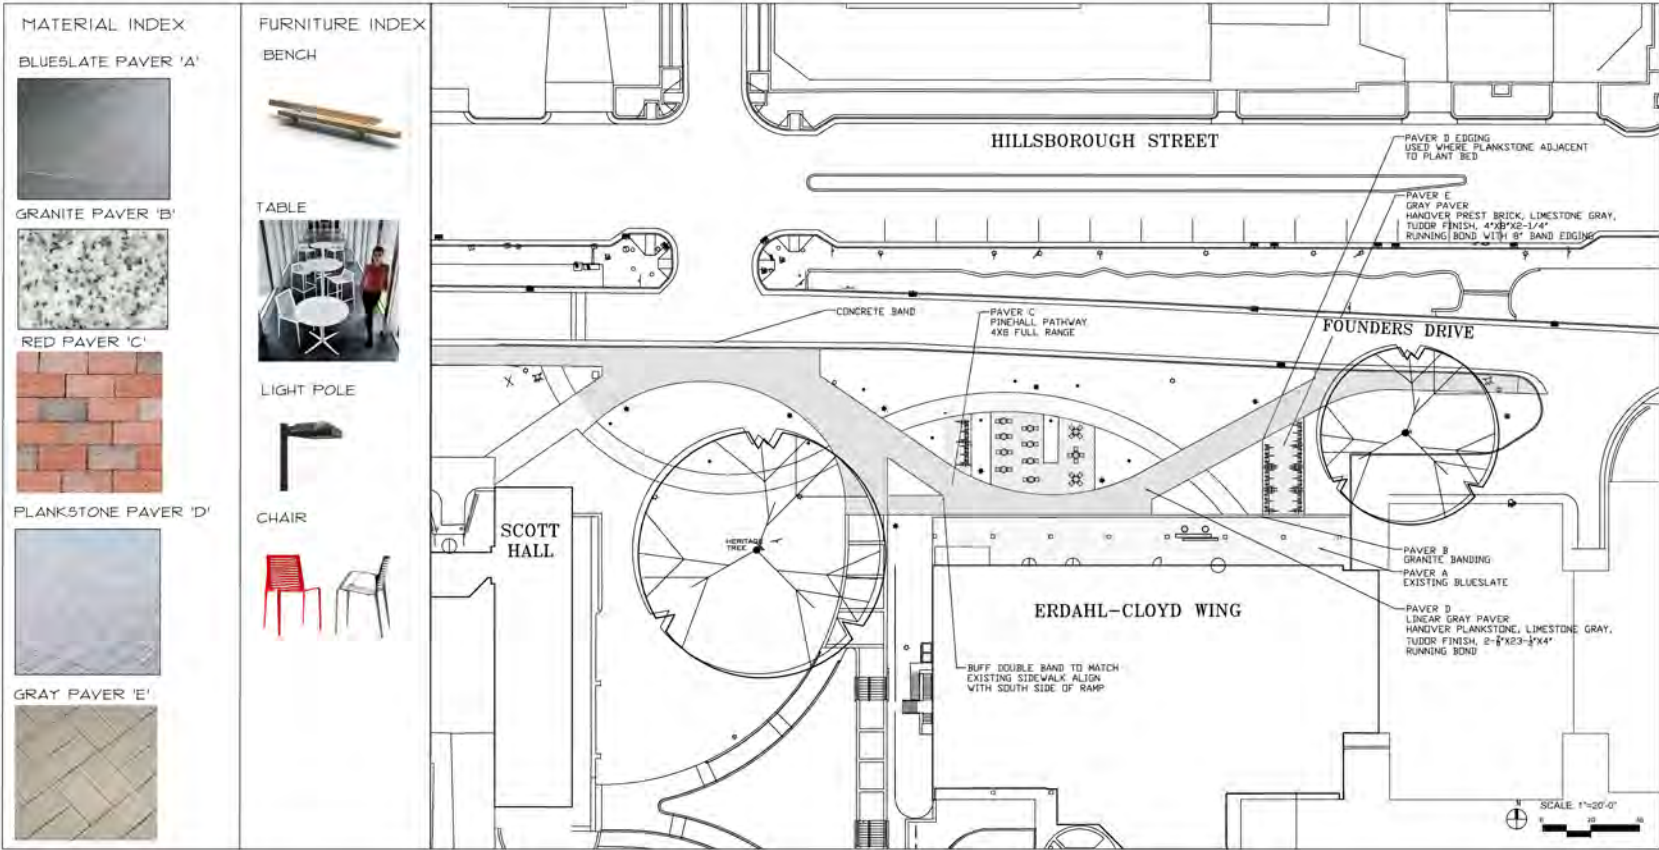 MATERIAL INDEX
BLUESLATE PAVER 'A'
GRANITE PAVER 'B'
RED PAVER 'C'
PLANKSTONE PAVER 'D'
GRAY PAVER 'E'
FURNITURE INDEX
BENCH
TABLE
LIGHT POLE
CHAIR
HILLSBOROUGH STREET
PAVER D EDGING
USED WHERE PLANKSTONE ADJACENT
TO PLANT BED
PAVER E
GRAY PAVER
HANOVER PREST BRICK, LIMESTONE GRAY,
TUDOR FINISH, 4"X8"X2-1/4"
RUNNING BOND WITH 8" BAND EDGING
CONCRETE BAND
PAVER C
PINEHALL PATHWAY
4X8 FULL RANGE
FOUNDERS DRIVE
SCOTT
HALL
HERITAGE
TREE
PAVER B
GRANITE BANDING
PAVER A
EXISTING BLUESLATE
ERDAHL-CLOYD WING
PAVER D
LINEAR GRAY PAVER
HANOVER PLANKSTONE, LIMESTONE GRAY,
TUDOR FINISH,
RUNNING BOND
BUFF DOUBLE BAND TO MATCH
EXISTING SIDEWALK ALIGN
WITH SOUTH SIDE OF RAMP
N
SCALE: 1"=20'-0"
0 20 40